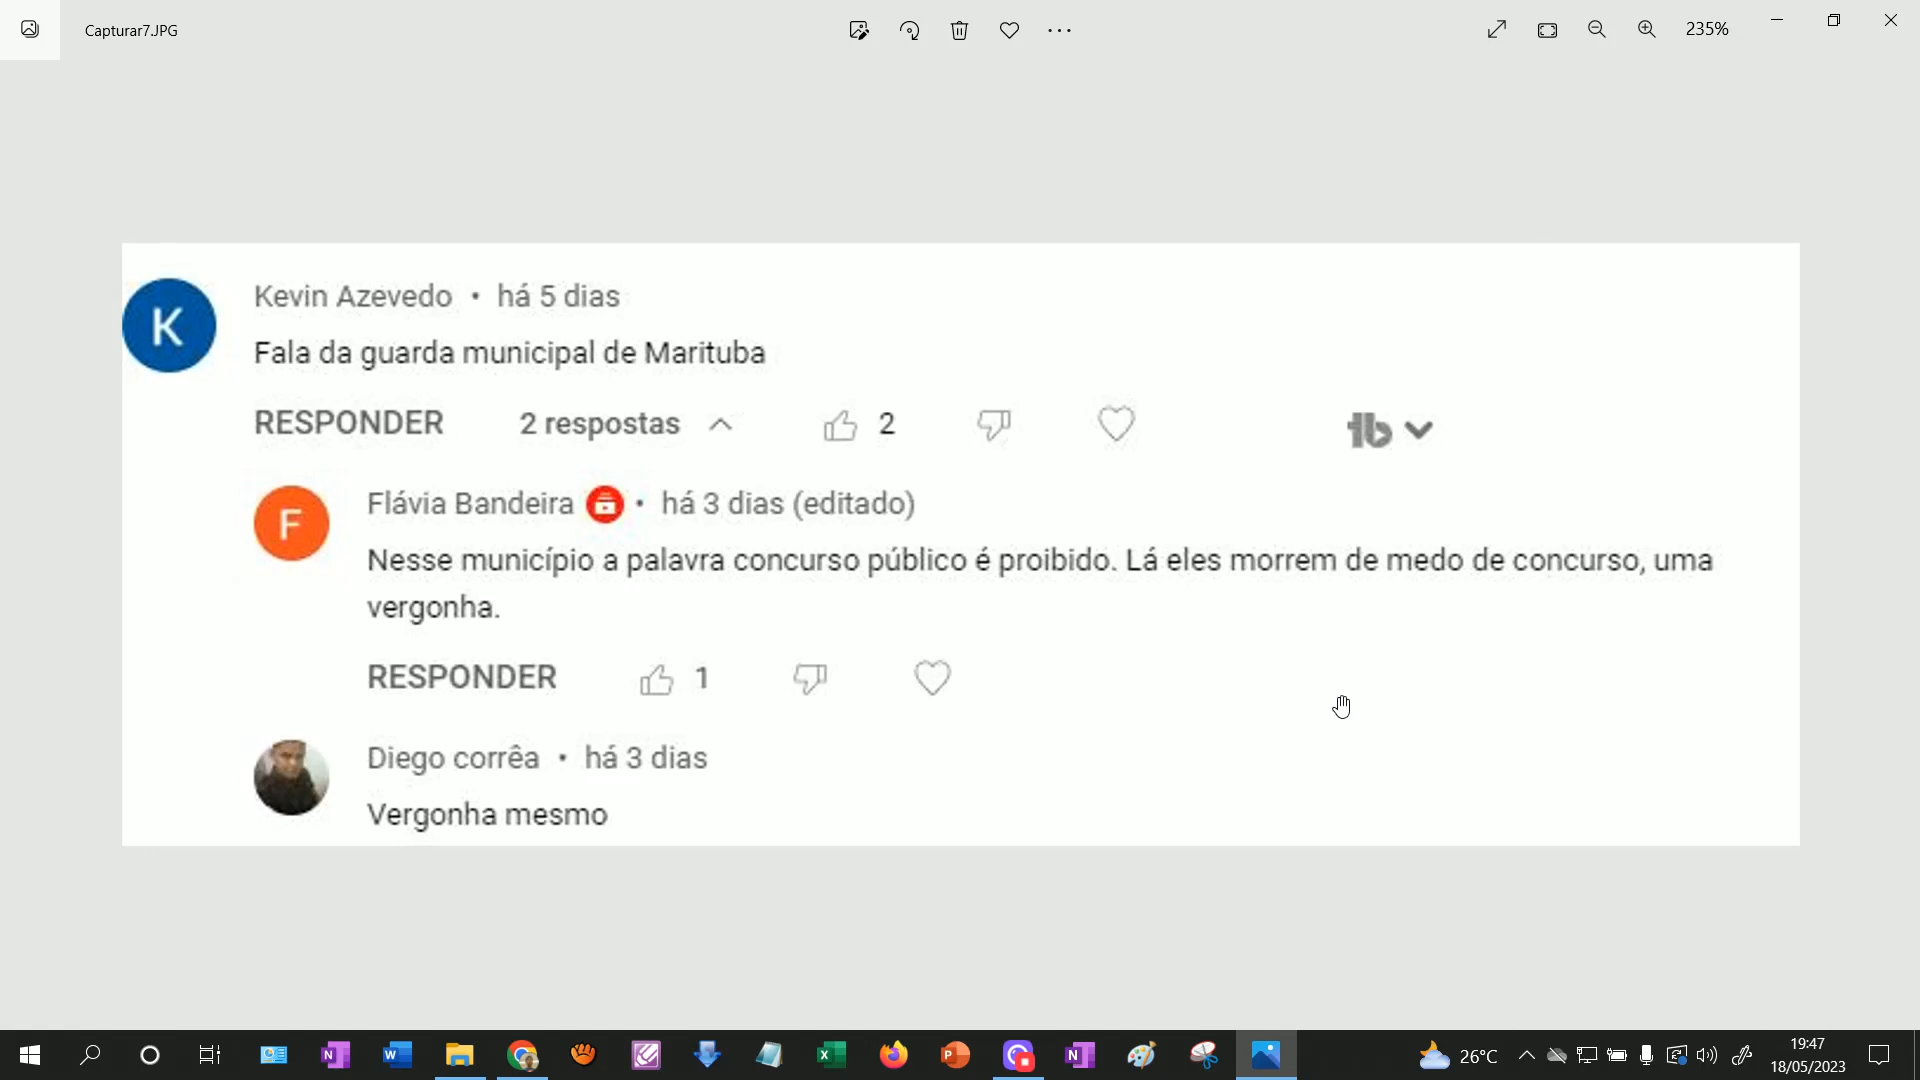 Capturar7.JPG
235%
K
Kevin Azevedo • há 5 dias
Fala da guarda municipal de Marituba
RESPONDER 2 respostas 2
tb
F
Flávia Bandeira • há 3 dias (editado)
Nesse município a palavra concurso público é proibido. Lá eles morrem de medo de concurso, uma
vergonha.
RESPONDER 1
Diego corrêa • há 3 dias
Vergonha mesmo
26°C
19:47
18/05/2023